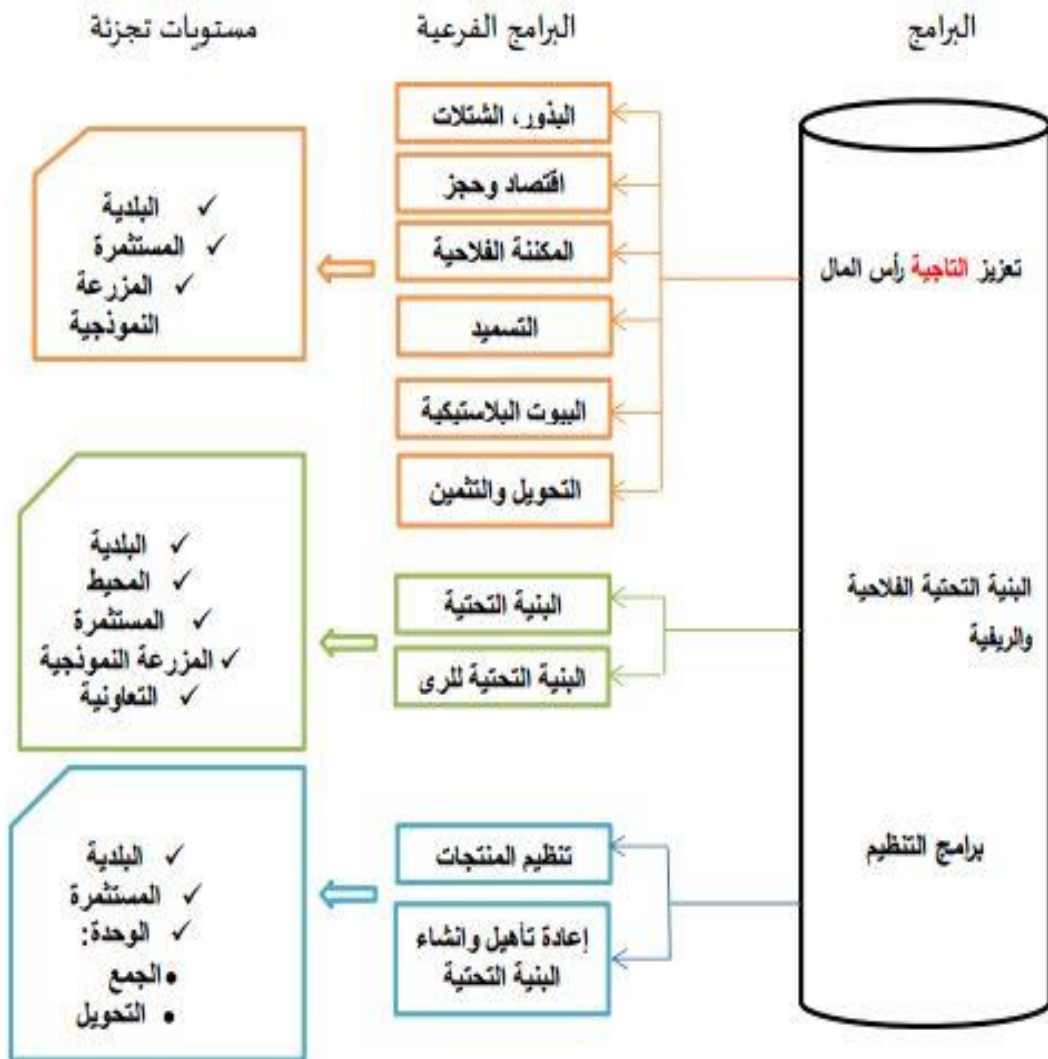 البرامج
البرامج الفرعية
مستويات تجزئة
تعزيز التاجية رأس المال
البذور، الشتلات
اقتصاد وحجز
المكننة الفلاحية
التسميد
البيوت البلاستيكية
التحويل والتثمين
✓ البلدية
✓ المستثمرة
✓ المزرعة
النموذجية
البنية التحتية الفلاحية
والريفية
البنية التحتية
البنية التحتية للرى
✓ البلدية
✓ المحيط
✓ المستثمرة
✓ المزرعة النموذجية
✓ التعاونية
برامج التنظيم
تنظيم المنتجات
إعادة تأهيل وانشاء
البنية التحتية
✓ البلدية
✓ المستثمرة
✓ الوحدة:
• الجمع
• التحويل